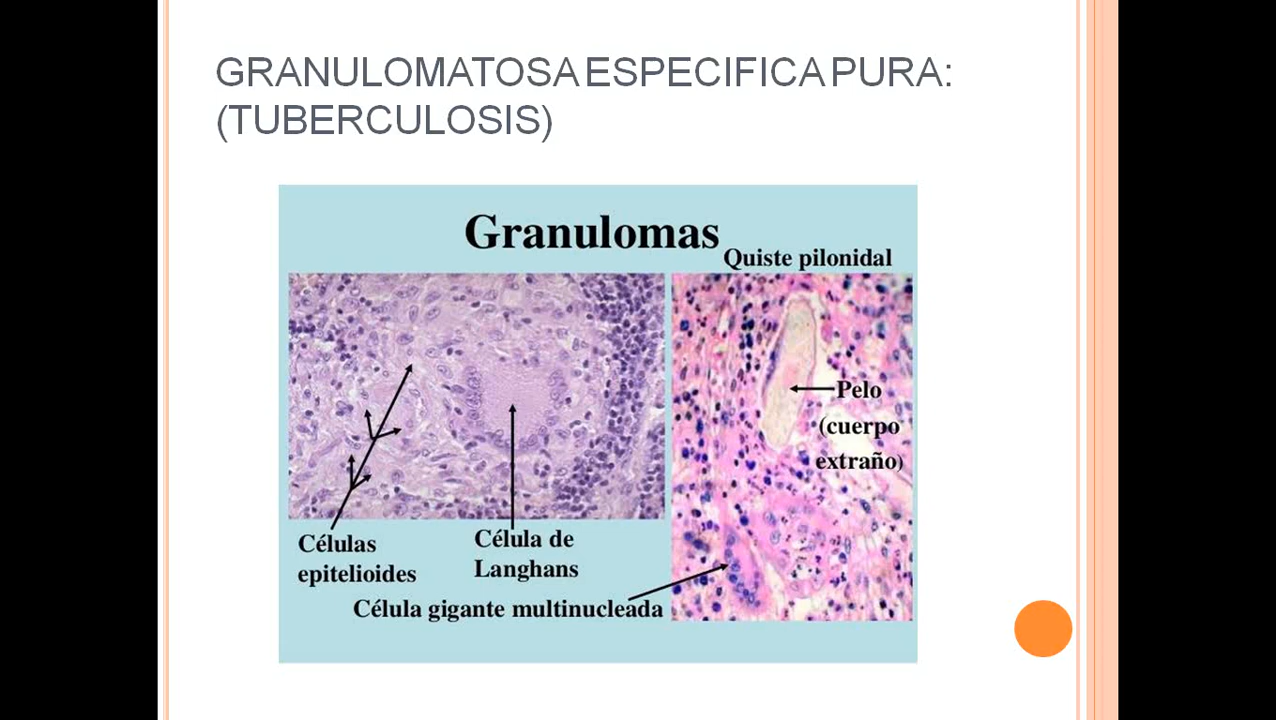 GRANULOMATOSA ESPECIFICA PURA:
(TUBERCULOSIS)
Granulomas
Quiste pilonidal
Pelo
(cuerpo
extraño)
Células
epitelioides
Célula de
Langhans
Célula gigante multinucleada